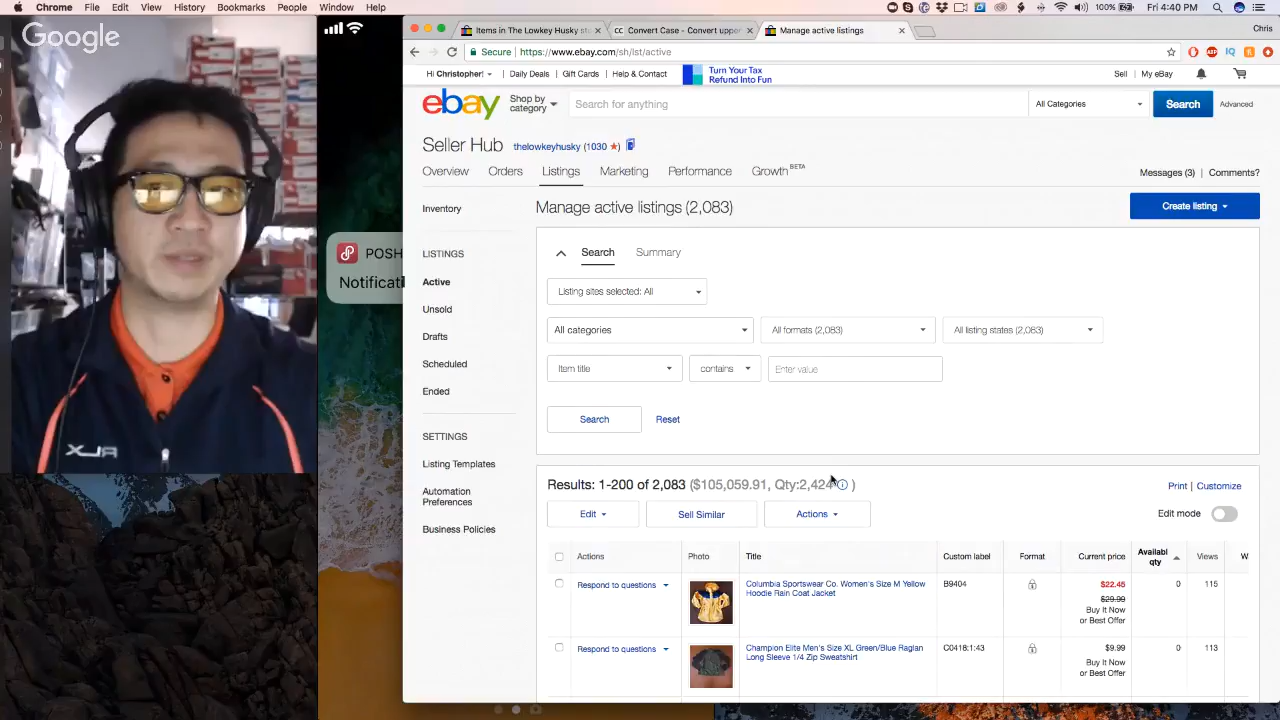 Chrome File Edit View History Bookmarks People Window Help
100% Fri 4:40 PM Chris
Google
Items in The Lowkey Husky st
Convert Case - Convert upper
Manage active listings
Secure https://www.ebay.com/sh/lst/active
Hi Christopher! Daily Deals Gift Cards Help & Contact
Turn Your Tax
Refund Into Fun
Sell My eBay
ebay
Shop by
category
Search for anything
All Categories
Search
Advanced
Seller Hub thelowkeyhusky (1030 ★)
Overview Orders Listings Marketing Performance Growth BETA
Messages (3) Comments?
Inventory
LISTINGS
Active
Unsold
Drafts
Scheduled
Ended
SETTINGS
Listing Templates
Automation
Preferences
Business Policies
Manage active listings (2,083)
Create listing
Search Summary
Listing sites selected: All
All categories All formats (2,083) All listing states (2,083)
Item title contains Enter value
Search Reset
Results: 1-200 of 2,083 ($105,059.91, Qty:2,424 )
Print | Customize
Edit Sell Similar Actions
Edit mode
Actions Photo Title Custom label Format Current price Availabl
qty Views W
Respond to questions
Columbia Sportswear Co. Women's Size M Yellow
Hoodie Rain Coat Jacket
B9404
$22.45
$29.99
Buy It Now
or Best Offer
0 115
Respond to questions
Champion Elite Men's Size XL Green/Blue Raglan
Long Sleeve 1/4 Zip Sweatshirt
C0418:1:43
$9.99
Buy It Now
or Best Offer
0 113
POSH
Notificati
RLX